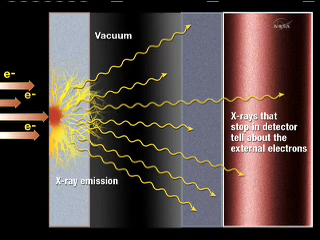 Vacuum
e-
e-
e-
X-rays that
stop in detector
tell about the
external electrons
X-ray emission